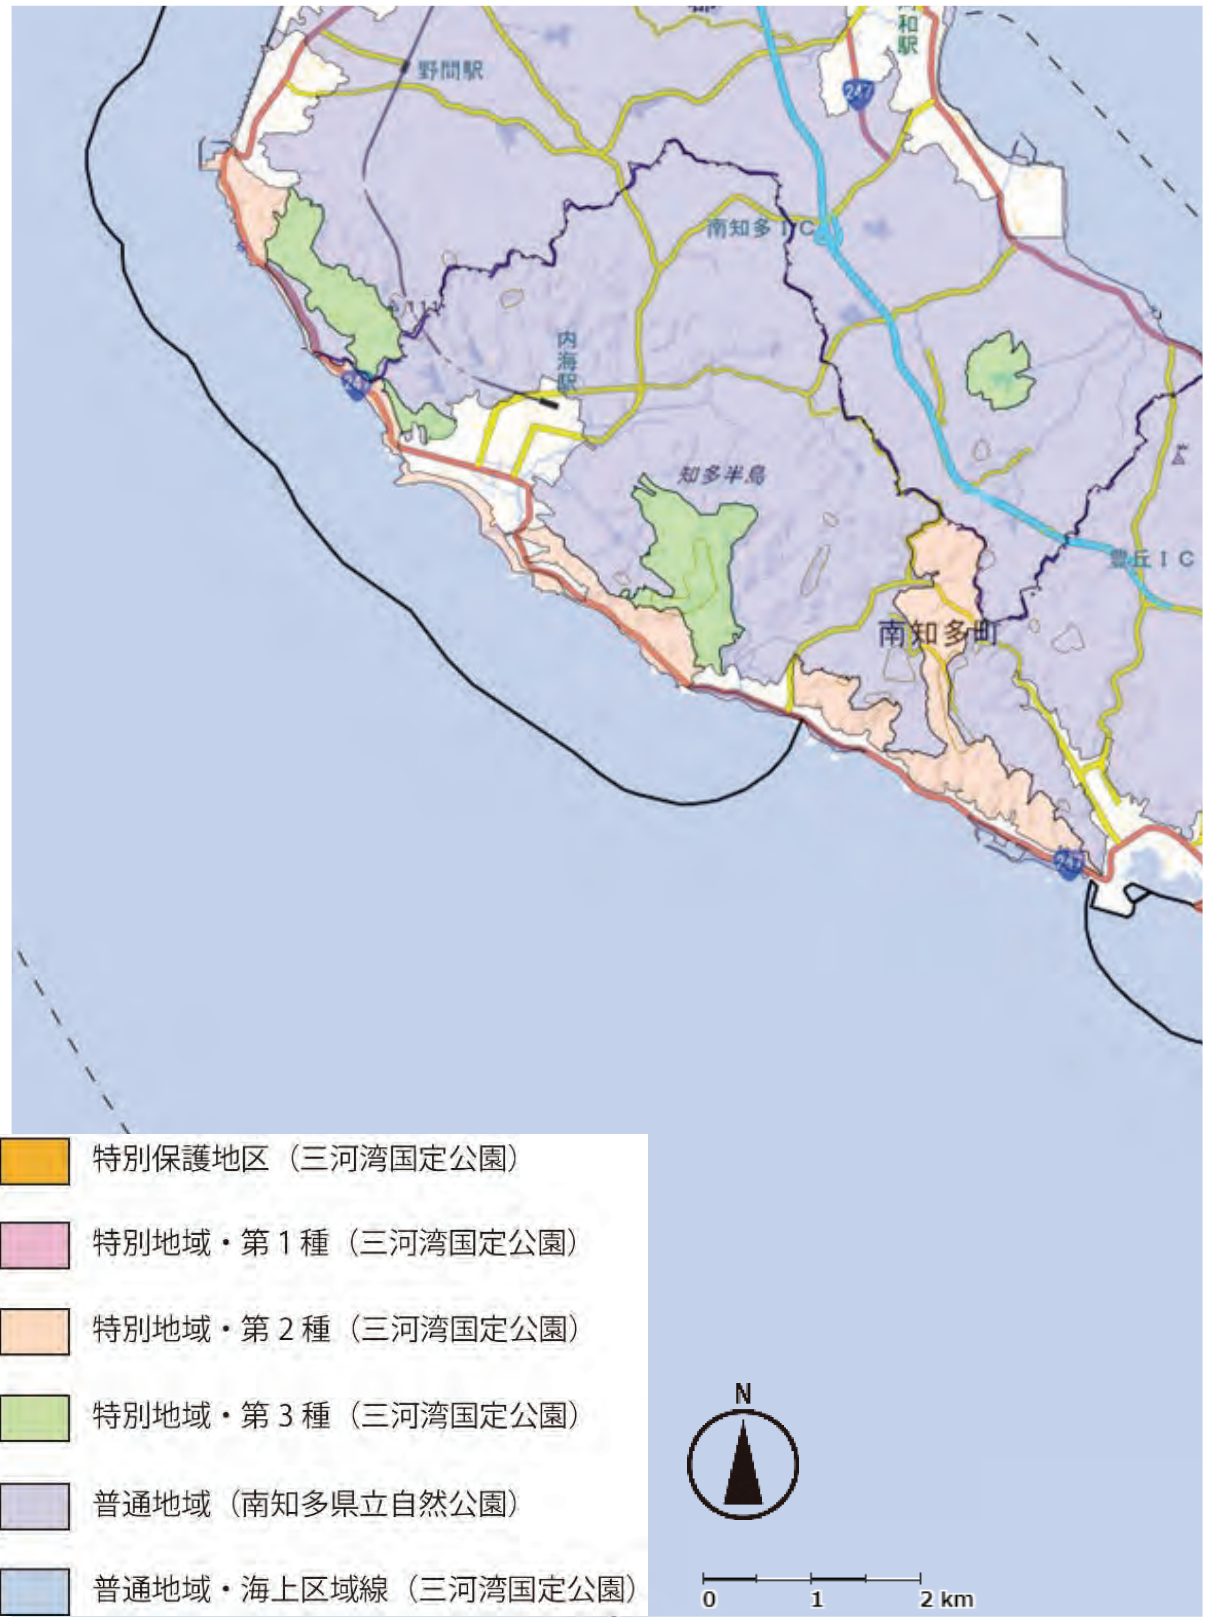 野間駅
247
南知多IC
内海駅
247
知多半島
豊丘IC
南知多町
247
特別保護地区（三河湾国定公園）
特別地域・第1種（三河湾国定公園）
特別地域・第2種（三河湾国定公園）
特別地域・第3種（三河湾国定公園）
普通地域（南知多県立自然公園）
普通地域・海上区域線（三河湾国定公園）
N
0 1 2 km